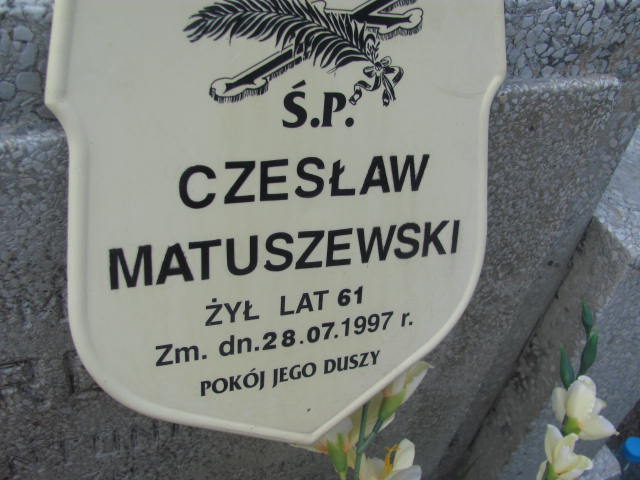 Ś.P.
CZESŁAW
MATUSZEWSKI
ŻYŁ LAT 61
Zm. dn.28.07.1997 r.
POKÓJ JEGO DUSZY